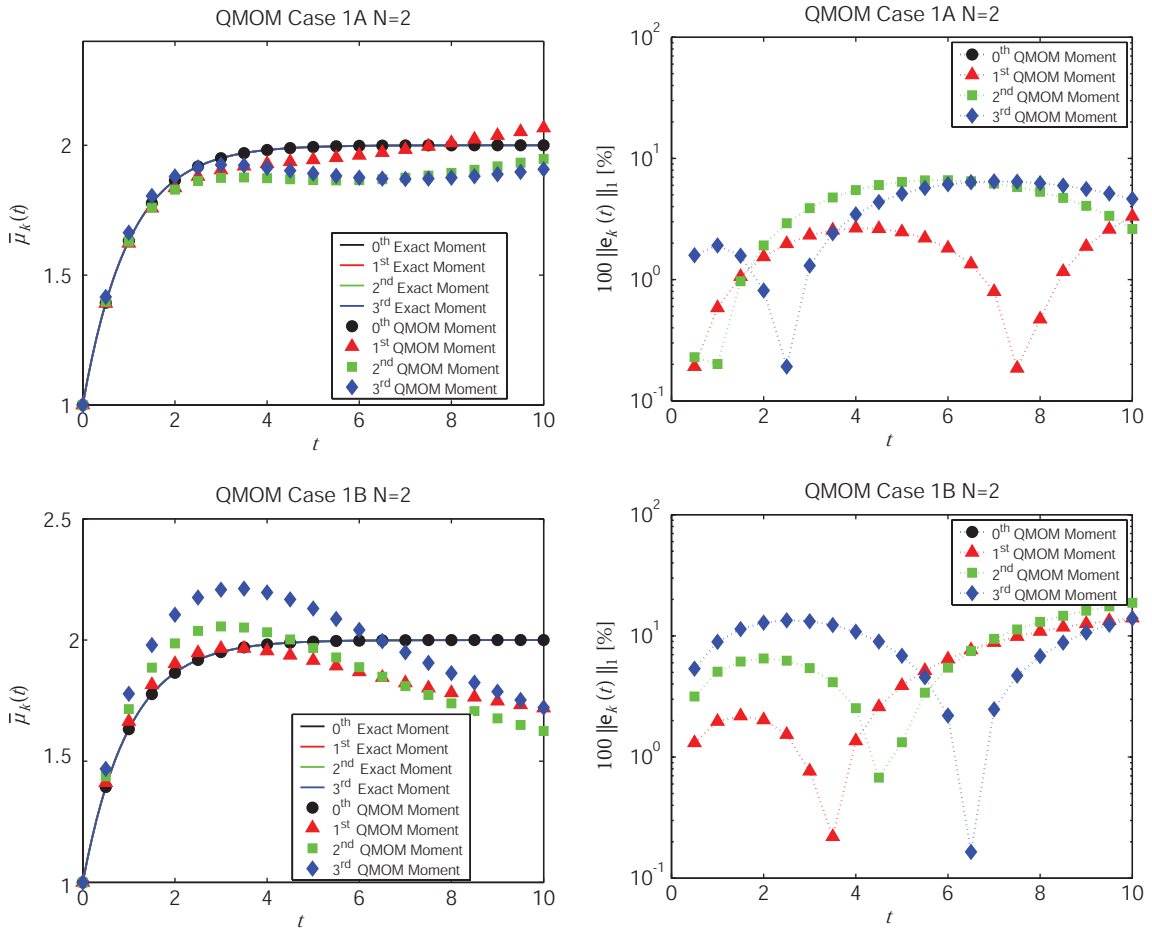 QMOM Case 1A N=2
2
1.5
1
0
2
4
6
8
10
t
μ̄k(t)
0th Exact Moment
1st Exact Moment
2nd Exact Moment
3rd Exact Moment
0th QMOM Moment
1st QMOM Moment
2nd QMOM Moment
3rd QMOM Moment
QMOM Case 1A N=2
10^2
10^1
10^0
10^-1
0
2
4
6
8
10
t
100 ||ek (t) ||1 [%]
0th QMOM Moment
1st QMOM Moment
2nd QMOM Moment
3rd QMOM Moment
QMOM Case 1B N=2
2.5
2
1.5
1
0
2
4
6
8
10
t
μ̄k(t)
0th Exact Moment
1st Exact Moment
2nd Exact Moment
3rd Exact Moment
0th QMOM Moment
1st QMOM Moment
2nd QMOM Moment
3rd QMOM Moment
QMOM Case 1B N=2
10^2
10^1
10^0
10^-1
0
2
4
6
8
10
t
100 ||ek (t) ||1 [%]
0th QMOM Moment
1st QMOM Moment
2nd QMOM Moment
3rd QMOM Moment